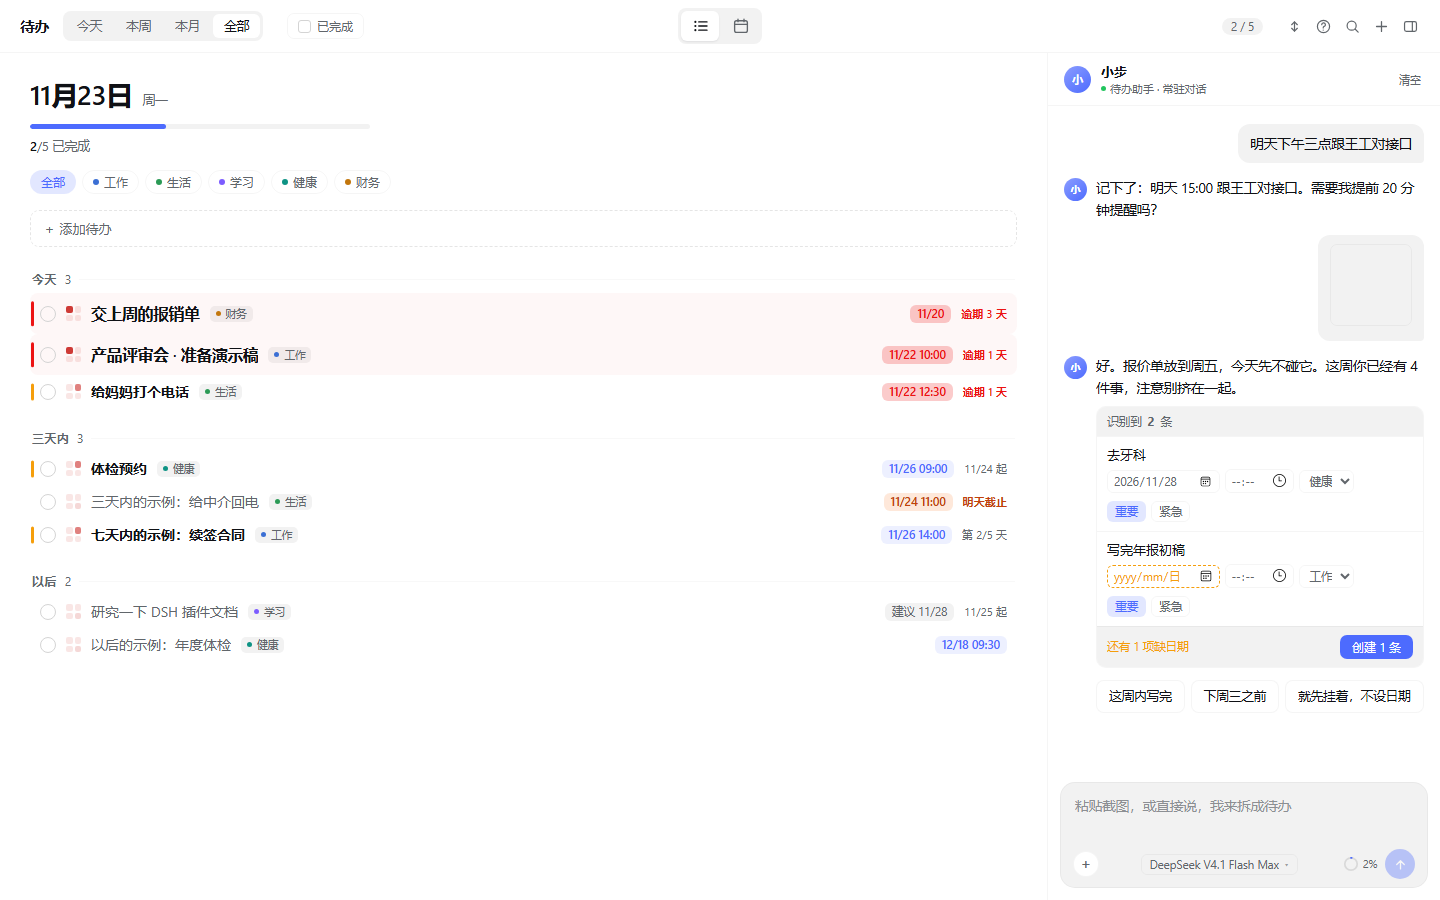 待办 今天 本周 本月 全部 已完成 2 / 5
11月23日 周一
2/5 已完成
全部 工作 生活 学习 健康 财务
+ 添加待办
今天 3
交上周的报销单 财务 11/20 逾期 3 天
产品评审会 · 准备演示稿 工作 11/22 10:00 逾期 1 天
给妈妈打个电话 生活 11/22 12:30 逾期 1 天
三天内 3
体检预约 健康 11/26 09:00 11/24 起
三天内的示例：给中介回电 生活 11/24 11:00 明天截止
七天内的示例：续签合同 工作 11/26 14:00 第 2/5 天
以后 2
研究一下 DSH 插件文档 学习 建议 11/28 11/25 起
以后的示例：年度体检 健康 12/18 09:30
小 小步
待办助手 · 常驻对话
清空
明天下午三点跟王工对接口
小 记下了：明天 15:00 跟王工对接口。需要我提前 20 分
钟提醒吗？
小 好。报价单放到周五，今天先不碰它。这周你已经有 4
件事，注意别挤在一起。
识别到 2 条
去牙科
2026/11/28 --:-- 健康
重要 紧急
写完年报初稿
yyyy/mm/日 --:-- 工作
重要 紧急
还有 1 项缺日期 创建 1 条
这周内写完 下周三之前 就先挂着，不设日期
粘贴截图，或直接说，我来拆成待办
+ DeepSeek V4.1 Flash Max 2%